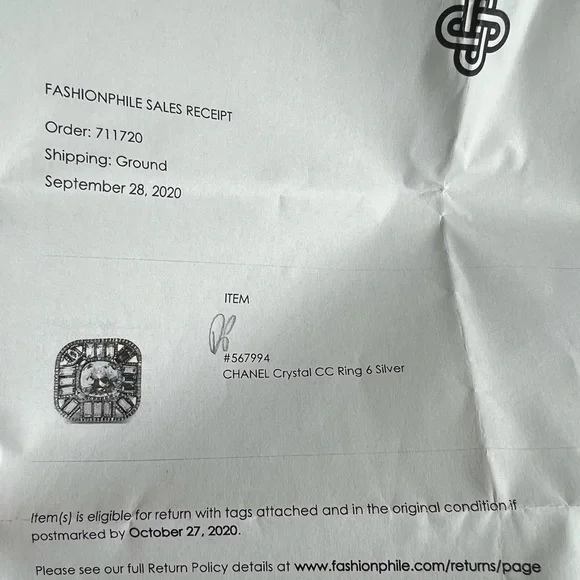 FASHIONPHILE SALES RECEIPT
Order: 711720
Shipping: Ground
September 28, 2020
ITEM
#567994
CHANEL Crystal CC Ring 6 Silver
Item(s) is eligible for return with tags attached and in the original condition if
postmarked by October 27, 2020.
Please see our full Return Policy details at www.fashionphile.com/returns/page